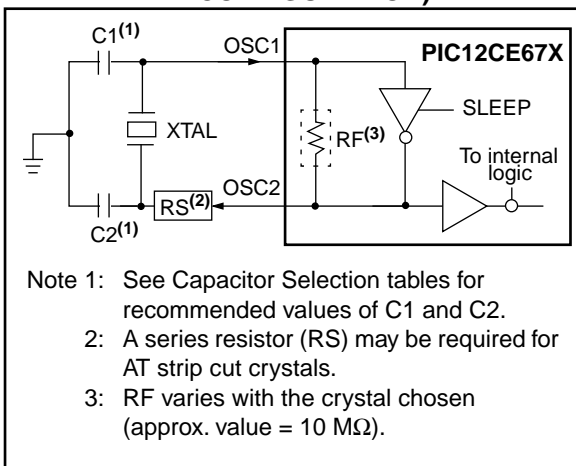 C1(1)
OSC1
PIC12CE67X
SLEEP
XTAL
RF(3)
To internal
logic
OSC2
RS(2)
C2(1)
Note 1: See Capacitor Selection tables for
recommended values of C1 and C2.
2: A series resistor (RS) may be required for
AT strip cut crystals.
3: RF varies with the crystal chosen
(approx. value = 10 MΩ).